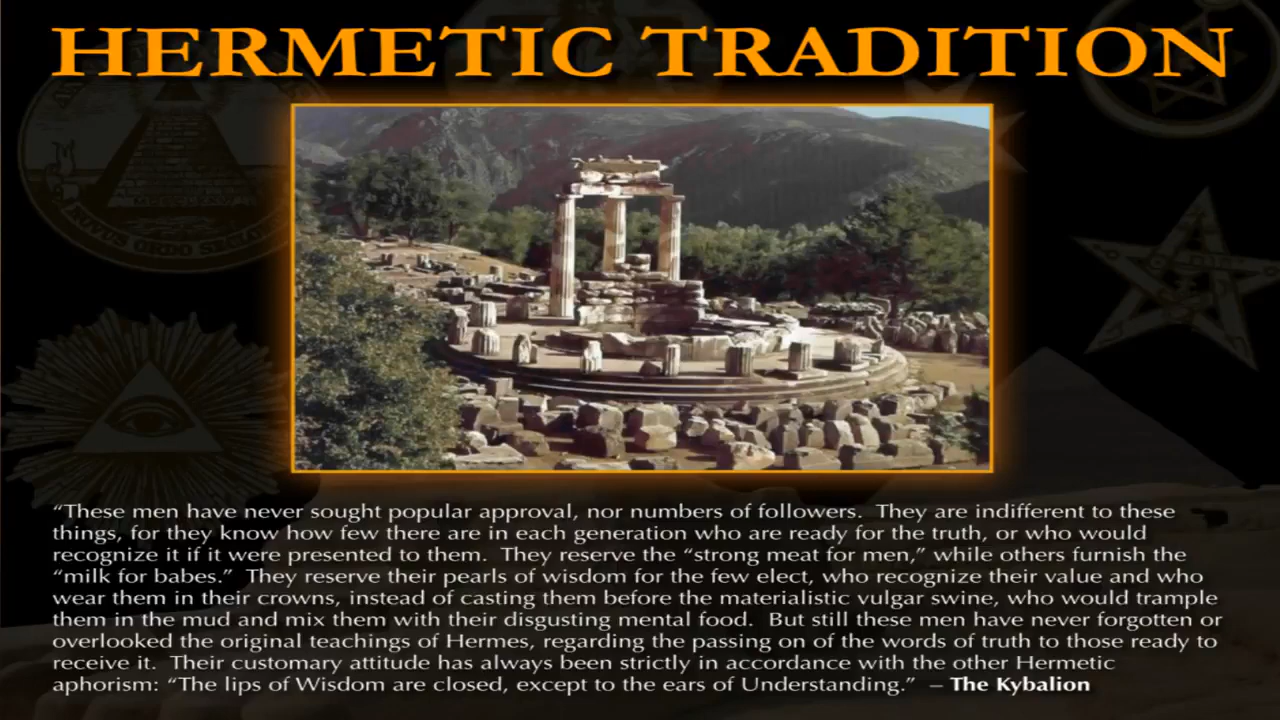 HERMETIC TRADITION
NOVUS ORDO SECLO
“These men have never sought popular approval, nor numbers of followers.  They are indifferent to these
things, for they know how few there are in each generation who are ready for the truth, or who would
recognize it if it were presented to them.  They reserve the “strong meat for men,” while others furnish the
“milk for babes.”  They reserve their pearls of wisdom for the few elect, who recognize their value and who
wear them in their crowns, instead of casting them before the materialistic vulgar swine, who would trample
them in the mud and mix them with their disgusting mental food.  But still these men have never forgotten or
overlooked the original teachings of Hermes, regarding the passing on of the words of truth to those ready to
receive it.  Their customary attitude has always been strictly in accordance with the other Hermetic
aphorism: “The lips of Wisdom are closed, except to the ears of Understanding.”  – The Kybalion